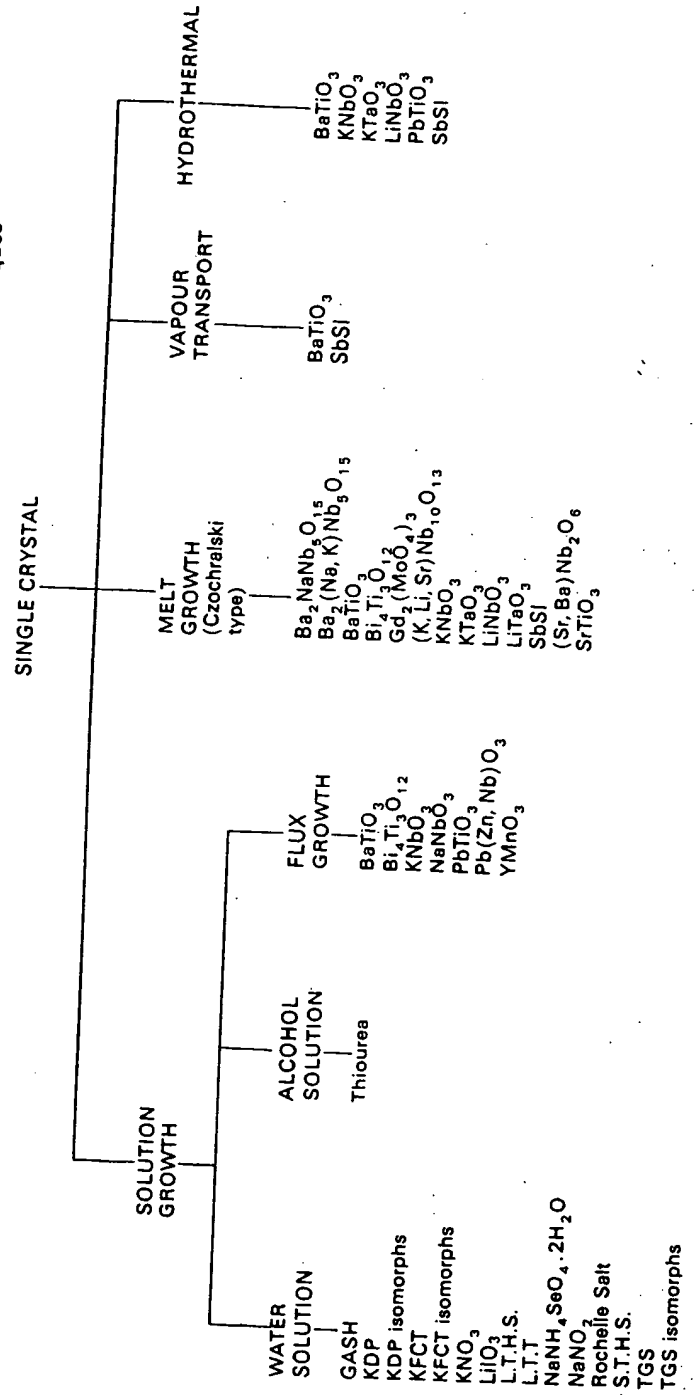 SINGLE CRYSTAL
SOLUTION
GROWTH
MELT
GROWTH
(Czochralski
type)
VAPOUR
TRANSPORT
HYDROTHERMAL
WATER
SOLUTION
ALCOHOL
SOLUTION
FLUX
GROWTH
GASH
KDP
KDP isomorphs
KFCT
KFCT isomorphs
KNO₃
LiIO₃
L.T.H.S.
L.T.T
NaNH₄SeO₄·2H₂O
NaNO₂
Rochelle Salt
S.T.H.S.
TGS
TGS isomorphs
Thiourea
BaTiO₃
Bi₄Ti₃O₁₂
KNbO₃
NaNbO₃
PbTiO₃
Pb(Zn, Nb)O₃
YMnO₃
Ba₂NaNb₅O₁₅
Ba₂(Na, K)Nb₅O₁₅
BaTiO₃
Bi₄Ti₃O₁₂
Gd₂(MoO₄)₃
(K, Li, Sr)Nb₁₀O₁₃
KNbO₃
KTaO₃
LiNbO₃
LiTaO₃
SbSI
(Sr, Ba)Nb₂O₆
SrTiO₃
BaTiO₃
SbSI
BaTiO₃
KNbO₃
KTaO₃
LiNbO₃
PbTiO₃
SbSI